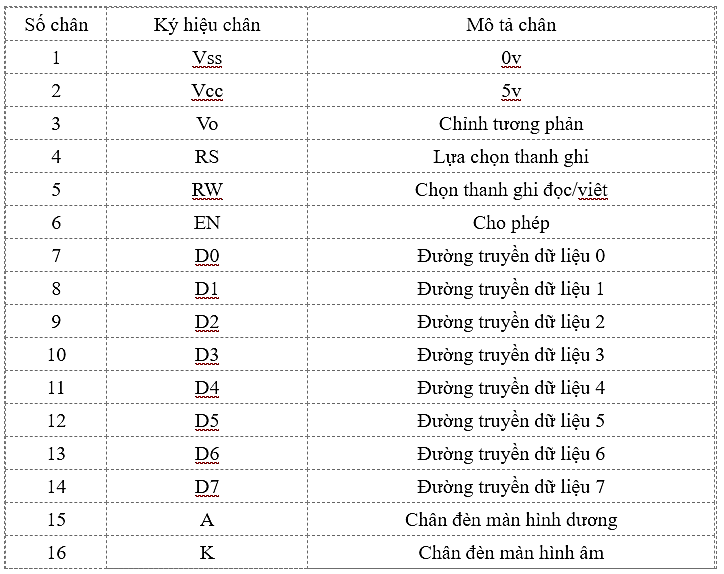 Số chân Ký hiệu chân Mô tả chân
1 Vss 0v
2 Vcc 5v
3 Vo Chỉnh tương phản
4 RS Lựa chọn thanh ghi
5 RW Chọn thanh ghi đọc/viêt
6 EN Cho phép
7 D0 Đường truyền dữ liệu 0
8 D1 Đường truyền dữ liệu 1
9 D2 Đường truyền dữ liệu 2
10 D3 Đường truyền dữ liệu 3
11 D4 Đường truyền dữ liệu 4
12 D5 Đường truyền dữ liệu 5
13 D6 Đường truyền dữ liệu 6
14 D7 Đường truyền dữ liệu 7
15 A Chân đèn màn hình dương
16 K Chân đèn màn hình âm